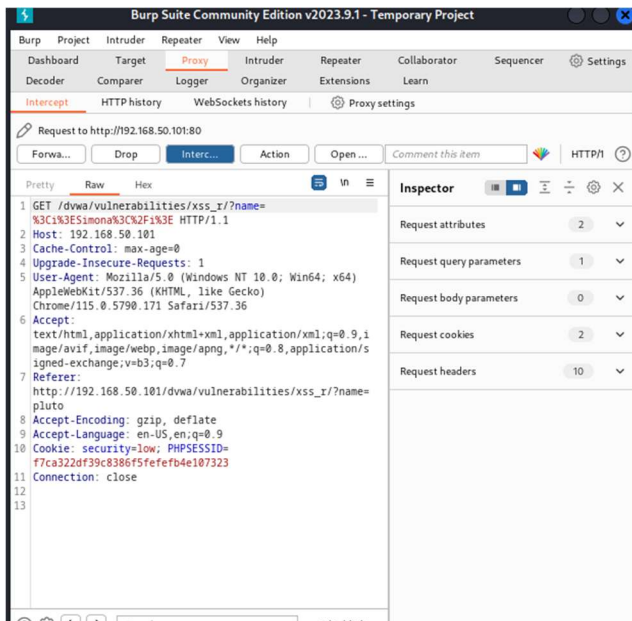 Burp Suite Community Edition v2023.9.1 - Temporary Project
Burp Project Intruder Repeater View Help
Dashboard Target Proxy Intruder Repeater Collaborator Sequencer Settings
Decoder Comparer Logger Organizer Extensions Learn
Intercept HTTP history WebSockets history Proxy settings
Request to http://192.168.50.101:80
Forwa... Drop Interc... Action Open ... Comment this item HTTP/1
Pretty Raw Hex \n Inspector
1 GET /dvwa/vulnerabilities/xss_r/?name=
%3Ci%3ESimona%3C%2Fi%3E HTTP/1.1
2 Host: 192.168.50.101
3 Cache-Control: max-age=0
4 Upgrade-Insecure-Requests: 1
5 User-Agent: Mozilla/5.0 (Windows NT 10.0; Win64; x64)
AppleWebKit/537.36 (KHTML, like Gecko)
Chrome/115.0.5790.171 Safari/537.36
6 Accept:
text/html,application/xhtml+xml,application/xml;q=0.9,i
mage/avif,image/webp,image/apng,*/*;q=0.8,application/s
igned-exchange;v=b3;q=0.7
7 Referer:
http://192.168.50.101/dvwa/vulnerabilities/xss_r/?name=
pluto
8 Accept-Encoding: gzip, deflate
9 Accept-Language: en-US,en;q=0.9
10 Cookie: security=low; PHPSESSID=
f7ca322df39c8386f5fefefb4e107323
11 Connection: close
12
13
Request attributes 2
Request query parameters 1
Request body parameters 0
Request cookies 2
Request headers 10